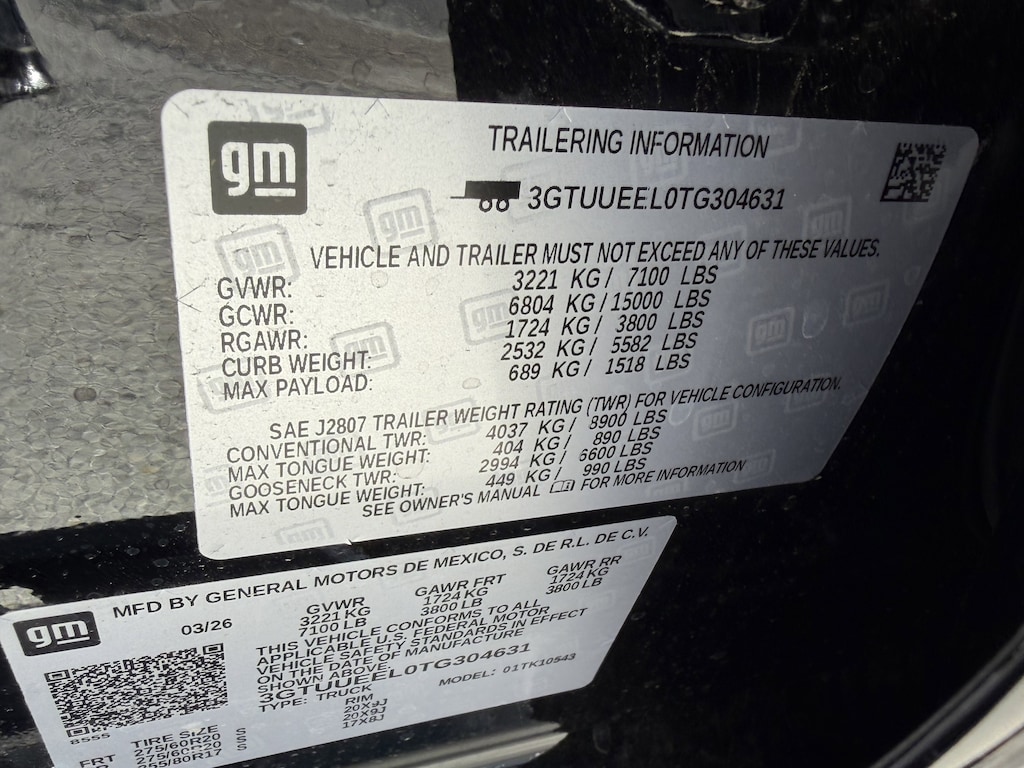 gm
TRAILERING INFORMATION
3GTUUEEL0TG304631
VEHICLE AND TRAILER MUST NOT EXCEED ANY OF THESE VALUES.
GVWR: 3221 KG / 7100 LBS
GCWR: 6804 KG / 15000 LBS
RGAWR: 1724 KG / 3800 LBS
CURB WEIGHT: 2532 KG / 5582 LBS
MAX PAYLOAD: 689 KG / 1518 LBS
SAE J2807 TRAILER WEIGHT RATING (TWR) FOR VEHICLE CONFIGURATION.
CONVENTIONAL TWR: 4037 KG / 8900 LBS
MAX TONGUE WEIGHT: 404 KG / 890 LBS
GOOSENECK TWR: 2994 KG / 6600 LBS
MAX TONGUE WEIGHT: 449 KG / 990 LBS
SEE OWNER'S MANUAL FOR MORE INFORMATION
gm
MFD BY GENERAL MOTORS DE MEXICO, S. DE R.L. DE C.V.
03/26 GVWR GAWR FRT GAWR RR
3221 KG 1724 KG 1724 KG
7100 LB 3800 LB 3800 LB
THIS VEHICLE CONFORMS TO ALL
APPLICABLE U.S. FEDERAL MOTOR
VEHICLE SAFETY STANDARDS IN EFFECT
ON THE DATE OF MANUFACTURE
SHOWN ABOVE.
3GTUUEEL0TG304631
TYPE: TRUCK MODEL: 01TK10543
8555
TIRE SIZE RIM
FRT 275/60R20 S 20X9J
275/60R20 S 20X9J
255/80R17 S 17X8J